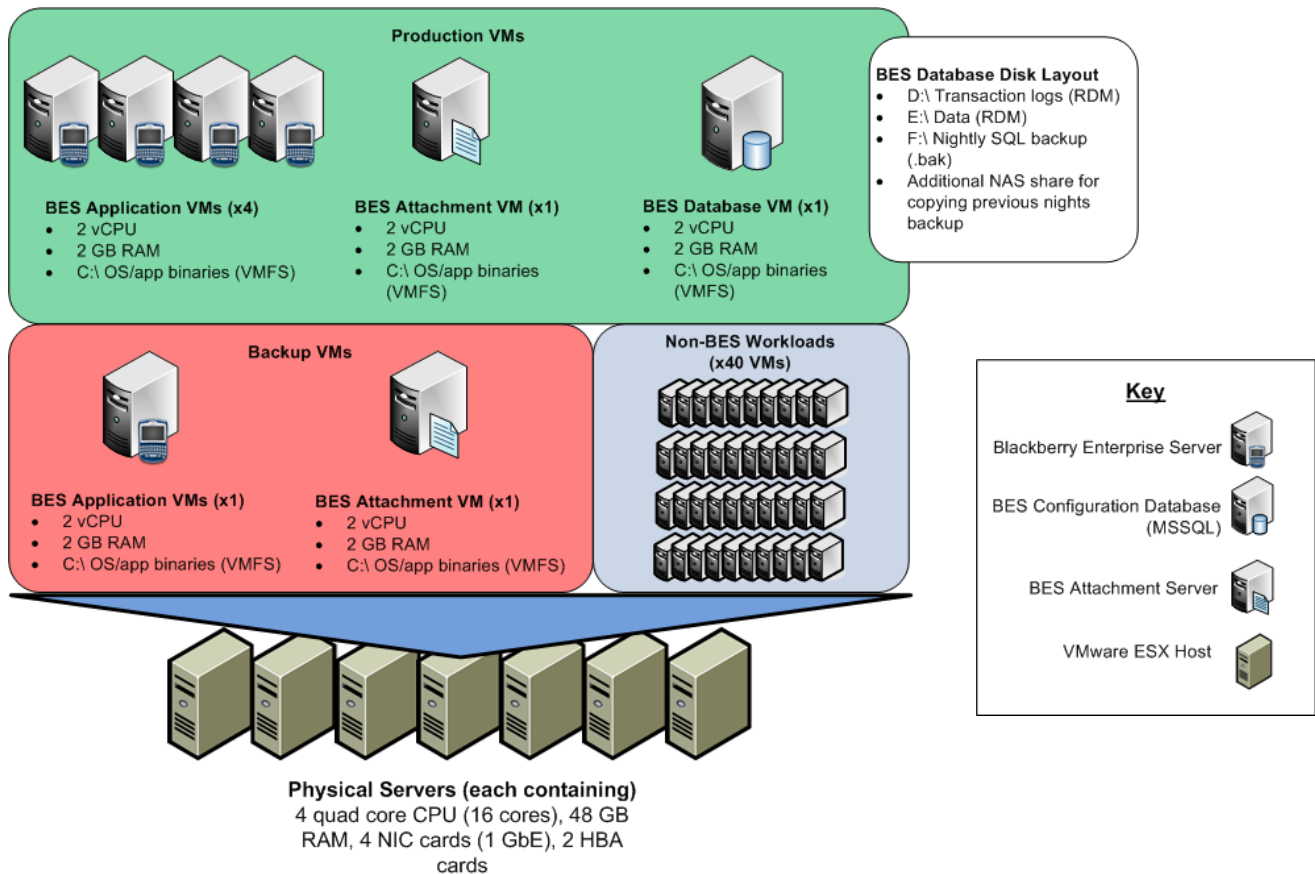 Production VMs
BES Application VMs (x4)
• 2 vCPU
• 2 GB RAM
• C:\ OS/app binaries (VMFS)
BES Attachment VM (x1)
• 2 vCPU
• 2 GB RAM
• C:\ OS/app binaries
(VMFS)
BES Database VM (x1)
• 2 vCPU
• 2 GB RAM
• C:\ OS/app binaries
(VMFS)
BES Database Disk Layout
• D:\ Transaction logs (RDM)
• E:\ Data (RDM)
• F:\ Nightly SQL backup
(.bak)
• Additional NAS share for
copying previous nights
backup
Backup VMs
BES Application VMs (x1)
• 2 vCPU
• 2 GB RAM
• C:\ OS/app binaries (VMFS)
BES Attachment VM (x1)
• 2 vCPU
• 2 GB RAM
• C:\ OS/app binaries (VMFS)
Non-BES Workloads
(x40 VMs)
Key
Blackberry Enterprise Server
BES Configuration Database
(MSSQL)
BES Attachment Server
VMware ESX Host
Physical Servers (each containing)
4 quad core CPU (16 cores), 48 GB
RAM, 4 NIC cards (1 GbE), 2 HBA
cards